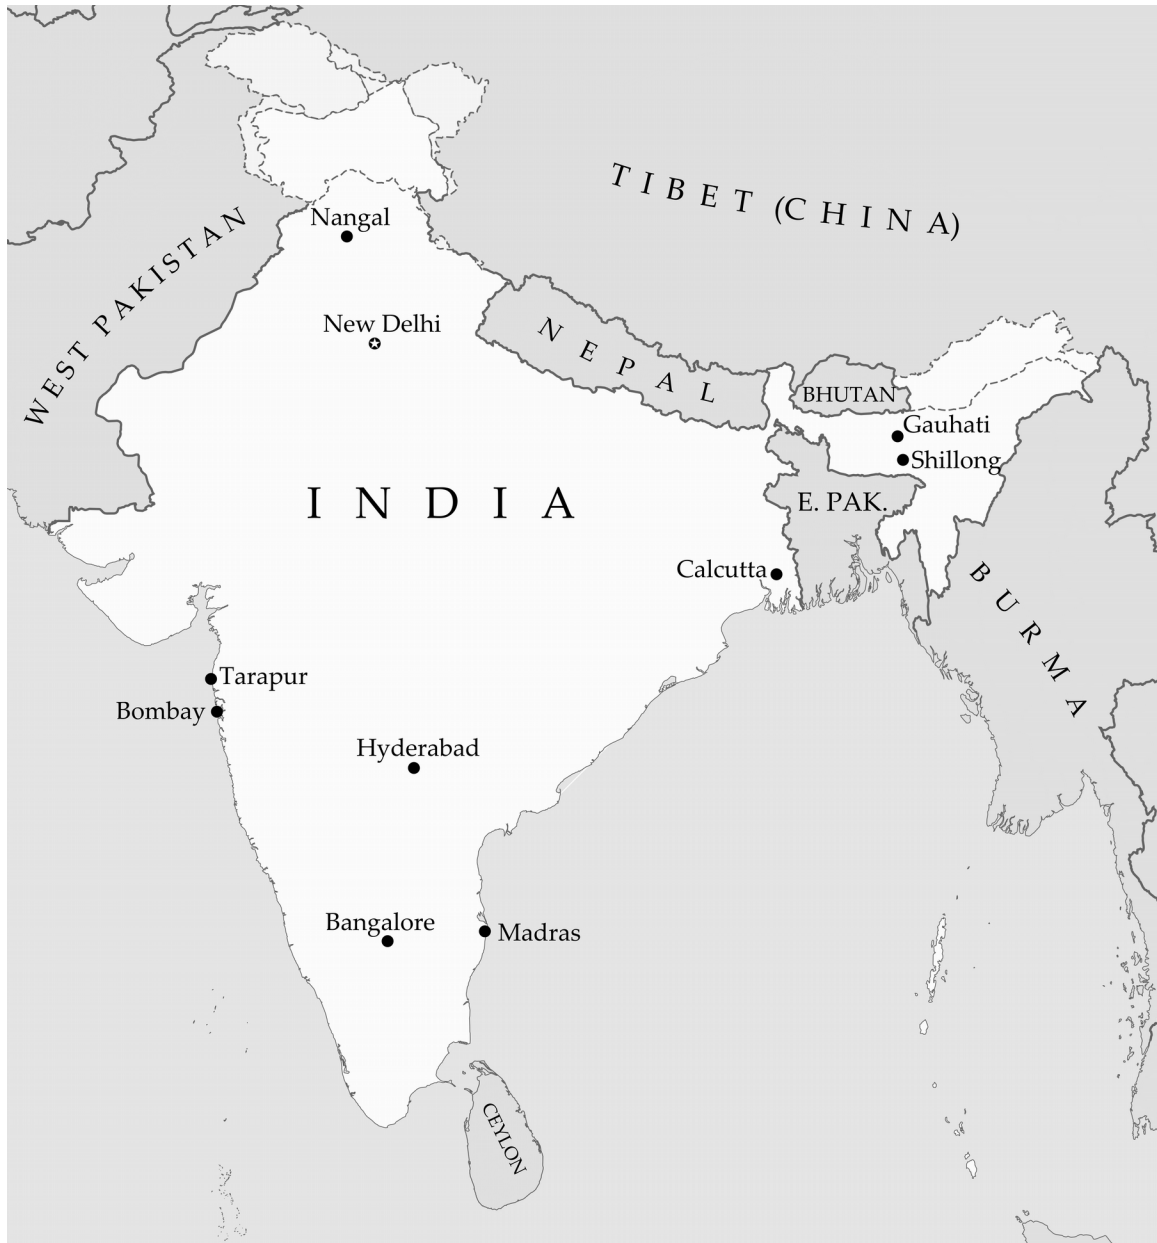 TIBET (CHINA)
Nangal
WEST PAKISTAN
New Delhi
NEPAL
BHUTAN
Gauhati
Shillong
INDIA
E. PAK.
Calcutta
BURMA
Tarapur
Bombay
Hyderabad
Bangalore
Madras
CEYLON